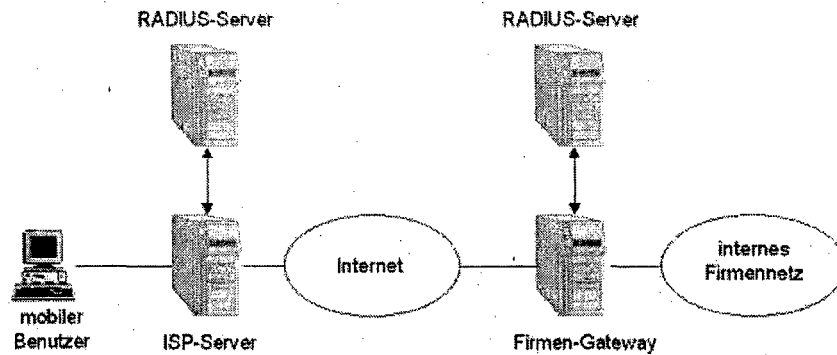 RADIUS-Server
RADIUS-Server
mobiler
Benutzer
ISP-Server
Internet
Firmen-Gateway
internes
Firmennetz